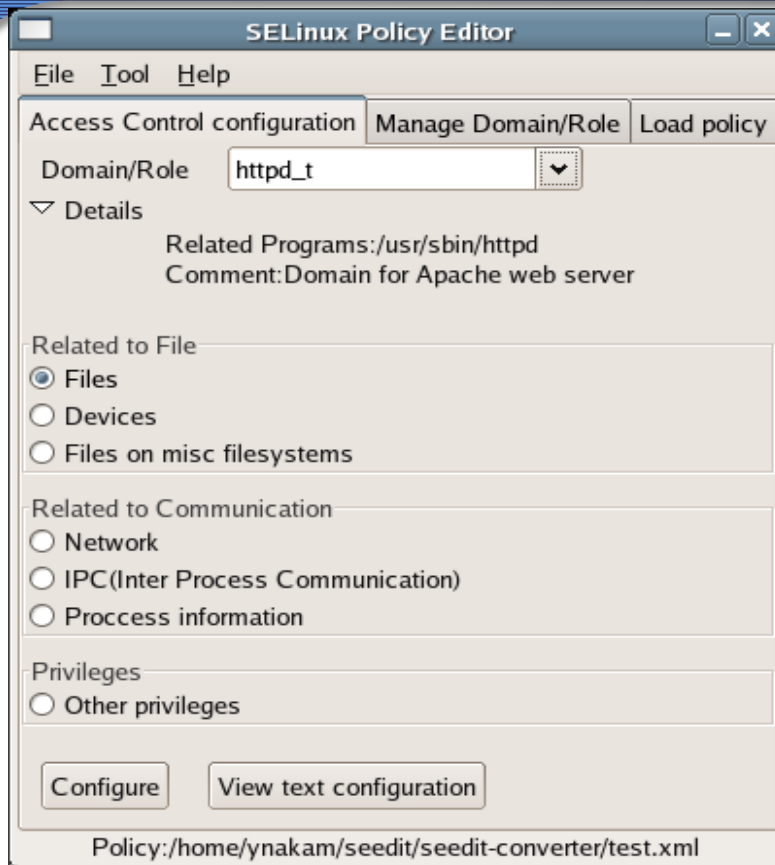 SELinux Policy Editor
File Tool Help
Access Control configuration Manage Domain/Role Load policy
Domain/Role httpd_t
Details
Related Programs:/usr/sbin/httpd
Comment:Domain for Apache web server
Related to File
Files
Devices
Files on misc filesystems
Related to Communication
Network
IPC(Inter Process Communication)
Proccess information
Privileges
Other privileges
Configure View text configuration
Policy:/home/ynakam/seedit/seedit-converter/test.xml